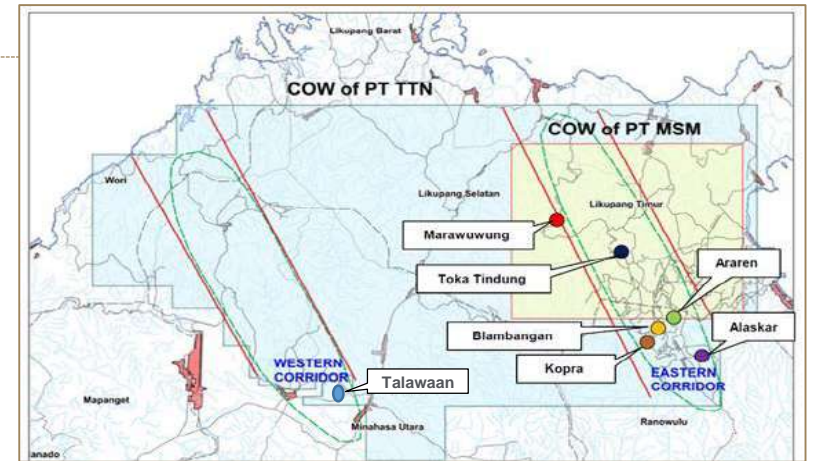 Likupang Barat
COW of PT TTN
COW of PT MSM
Wori
Likupang Selatan
Likupang Timur
Marawuwung
Toka Tindung
Araren
Blambangan
Alaskar
Kopra
WESTERN
CORRIDOR
Talawaan
EASTERN
CORRIDOR
Mapanget
Minahasa Utara
Ranowulu
anado